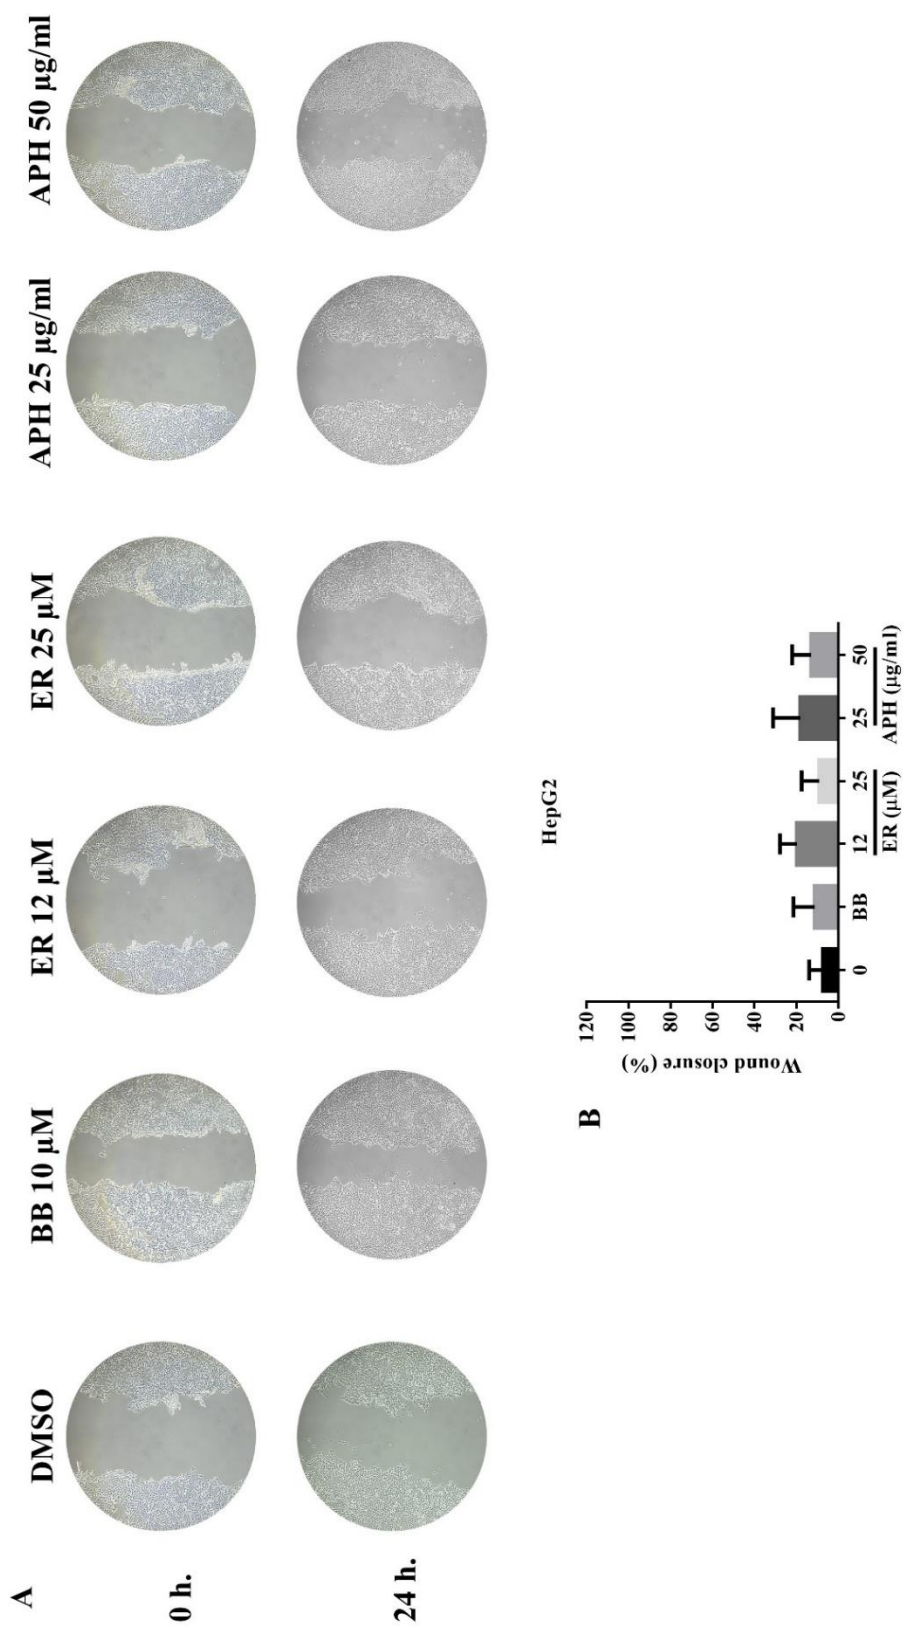 A
DMSO
BB 10 µM
ER 12 µM
ER 25 µM
APH 25 µg/ml
APH 50 µg/ml
0 h.
24 h.
B
HepG2
Wound closure (%)
120
100
80
60
40
20
0
0 BB 12 25 25 50
ER (µM) APH (µg/ml)